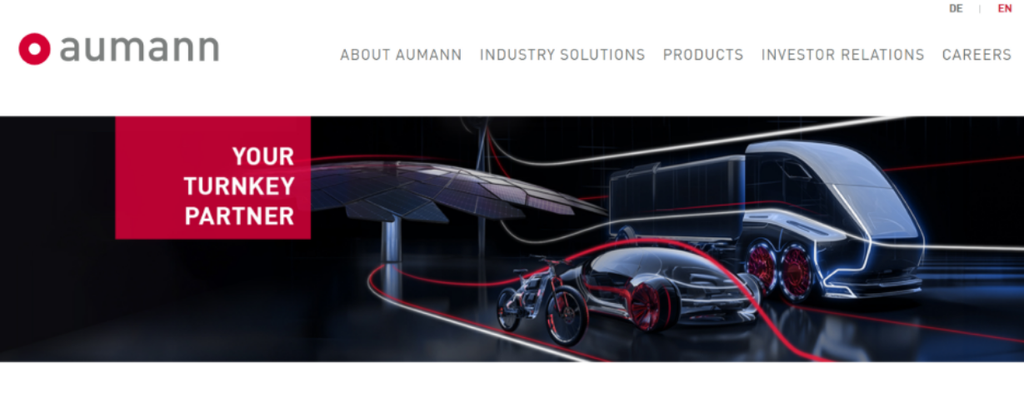 DE | EN
aumann
ABOUT AUMANN INDUSTRY SOLUTIONS PRODUCTS INVESTOR RELATIONS CAREERS
YOUR
TURNKEY
PARTNER